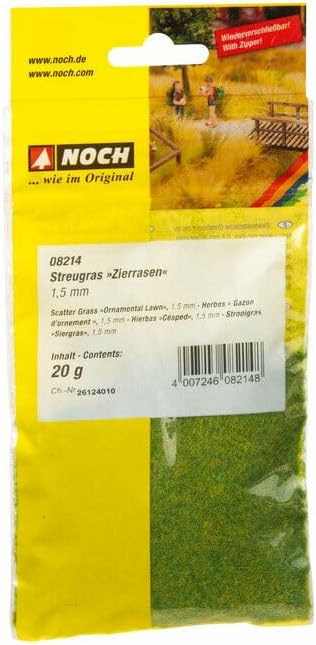 www.noch.de
www.noch.com
Wiederverschließbar!
With Zipper!
NOCH
... wie im Original
08214
Streugras »Zierrasen«
1,5 mm
Scatter Grass »Ornamental Lawn«, 1,5 mm · Herbes « Gazon
d'ornement », 1,5 mm · Hierbas »Césped«, 1,5 mm · Strooigras
»Siergras«, 1,5 mm
Inhalt · Contents:
20 g
Ch.-Nr. 26124010
4 007246 082148